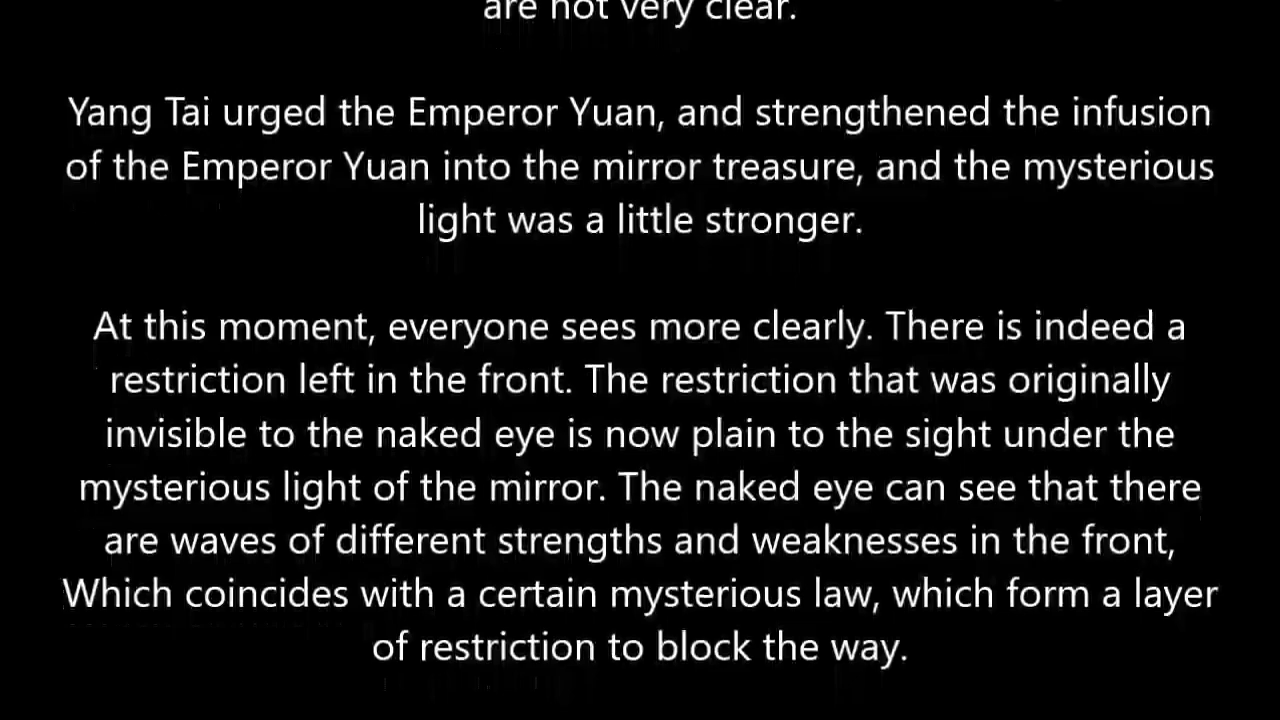 are not very clear.
Yang Tai urged the Emperor Yuan, and strengthened the infusion
of the Emperor Yuan into the mirror treasure, and the mysterious
light was a little stronger.
At this moment, everyone sees more clearly. There is indeed a
restriction left in the front. The restriction that was originally
invisible to the naked eye is now plain to the sight under the
mysterious light of the mirror. The naked eye can see that there
are waves of different strengths and weaknesses in the front,
Which coincides with a certain mysterious law, which form a layer
of restriction to block the way.